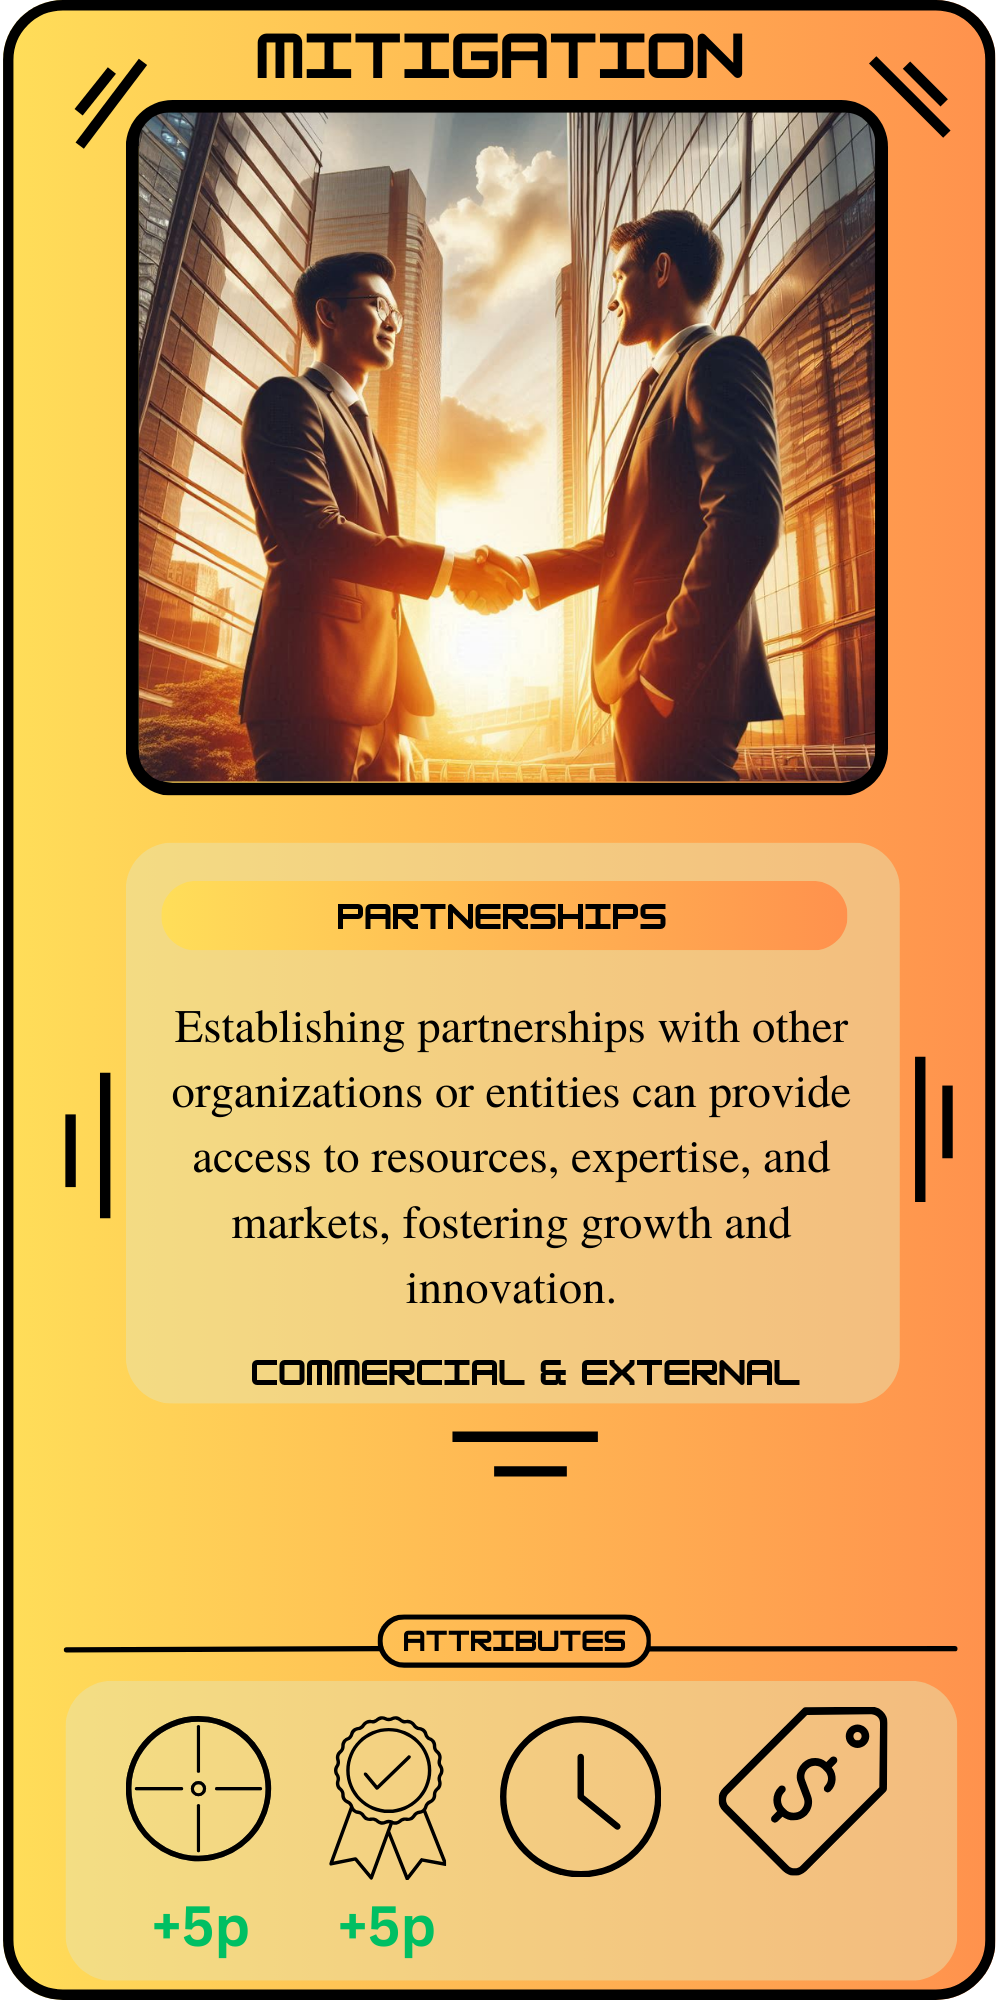 MITIGATION
PARTNERSHIPS
Establishing partnerships with other
organizations or entities can provide
access to resources, expertise, and
markets, fostering growth and
innovation.
COMMERCIAL & EXTERNAL
ATTRIBUTES
$
+5p +5p